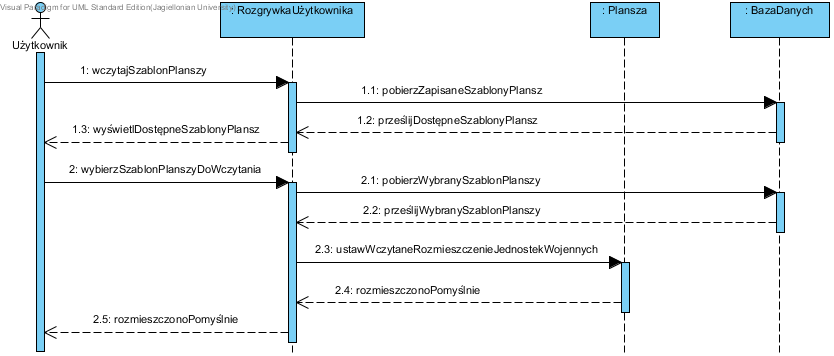 Visual Paradigm for UML Standard Edition(Jagiellonian University)
: RozgrywkaUżytkownika
: Plansza
: BazaDanych
Użytkownik
1: wczytajSzablonPlanszy
1.1: pobierzZapisaneSzablonyPlansz
1.2: prześlijDostępneSzablonyPlansz
1.3: wyświetlDostępneSzablonyPlansz
2: wybierzSzablonPlanszyDoWczytania
2.1: pobierzWybranySzablonPlanszy
2.2: prześlijWybranySzablonPlanszy
2.3: ustawWczytaneRozmieszczenieJednostekWojennych
2.4: rozmieszczonoPomyślnie
2.5: rozmieszczonoPomyślnie